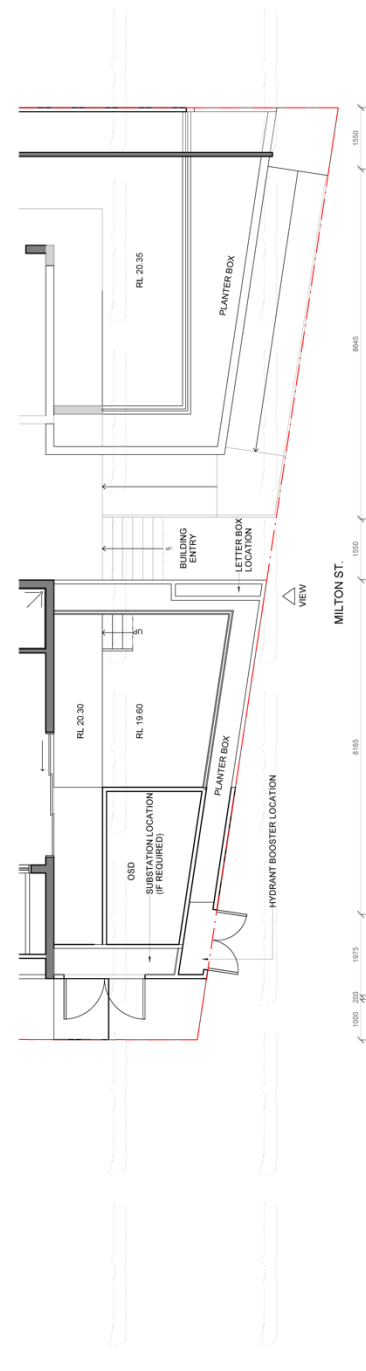 RL 20.30
RL 19.60
OSD
SUBSTATION LOCATION
(IF REQUIRED)
UP
RL 20.35
BUILDING
ENTRY
LETTER BOX
LOCATION
PLANTER BOX
PLANTER BOX
HYDRANT BOOSTER LOCATION
VIEW
MILTON ST.
1000 200 1975 8165 1550 8645 1550